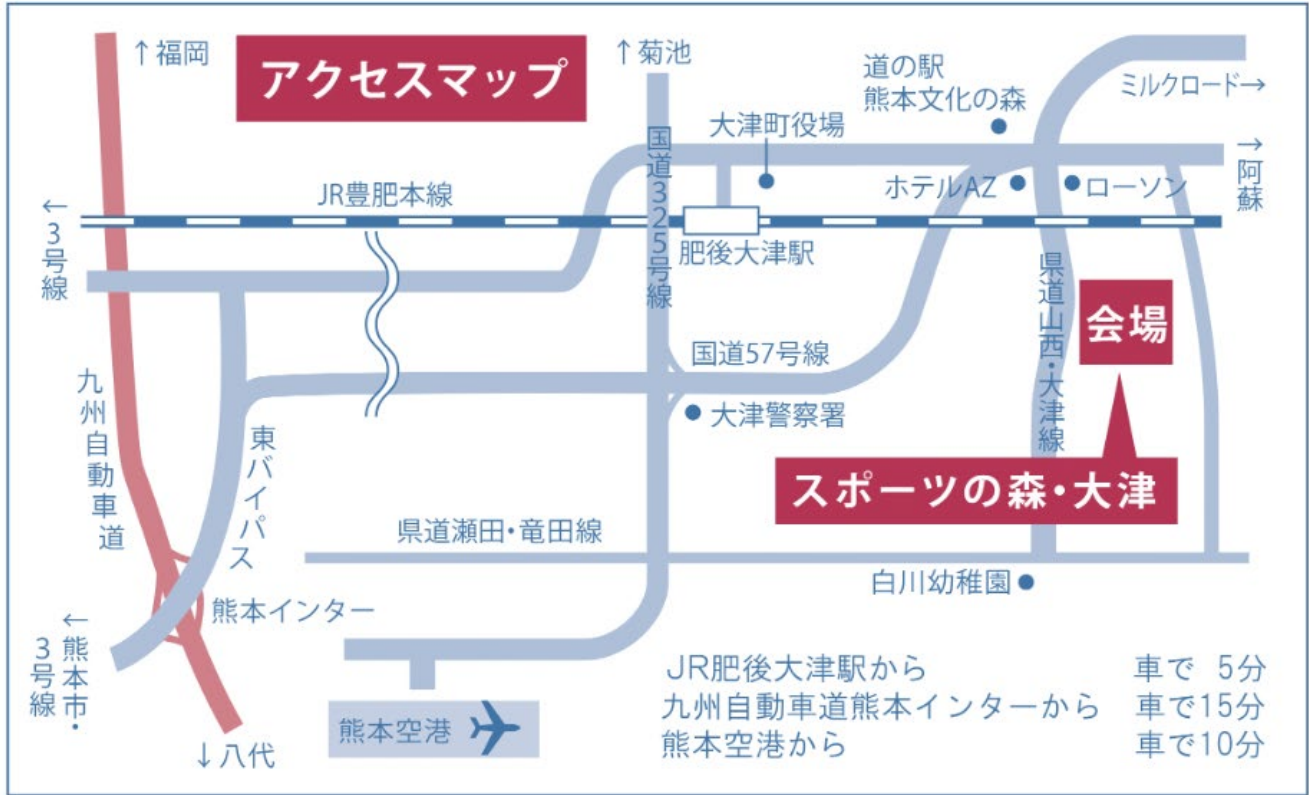 アクセスマップ
↑福岡
↑菊池
道の駅
熊本文化の森
ミルクロード→
大津町役場
国道325号線
→阿蘇
ホテルAZ
ローソン
JR豊肥本線
←3号線
肥後大津駅
県道山西・大津線
会場
国道57号線
九州自動車道
大津警察署
東バイパス
スポーツの森・大津
県道瀬田・竜田線
白川幼稚園
熊本インター
←熊本市・
3号線
熊本空港
↓八代
JR肥後大津駅から 車で 5分
九州自動車道熊本インターから 車で15分
熊本空港から 車で10分